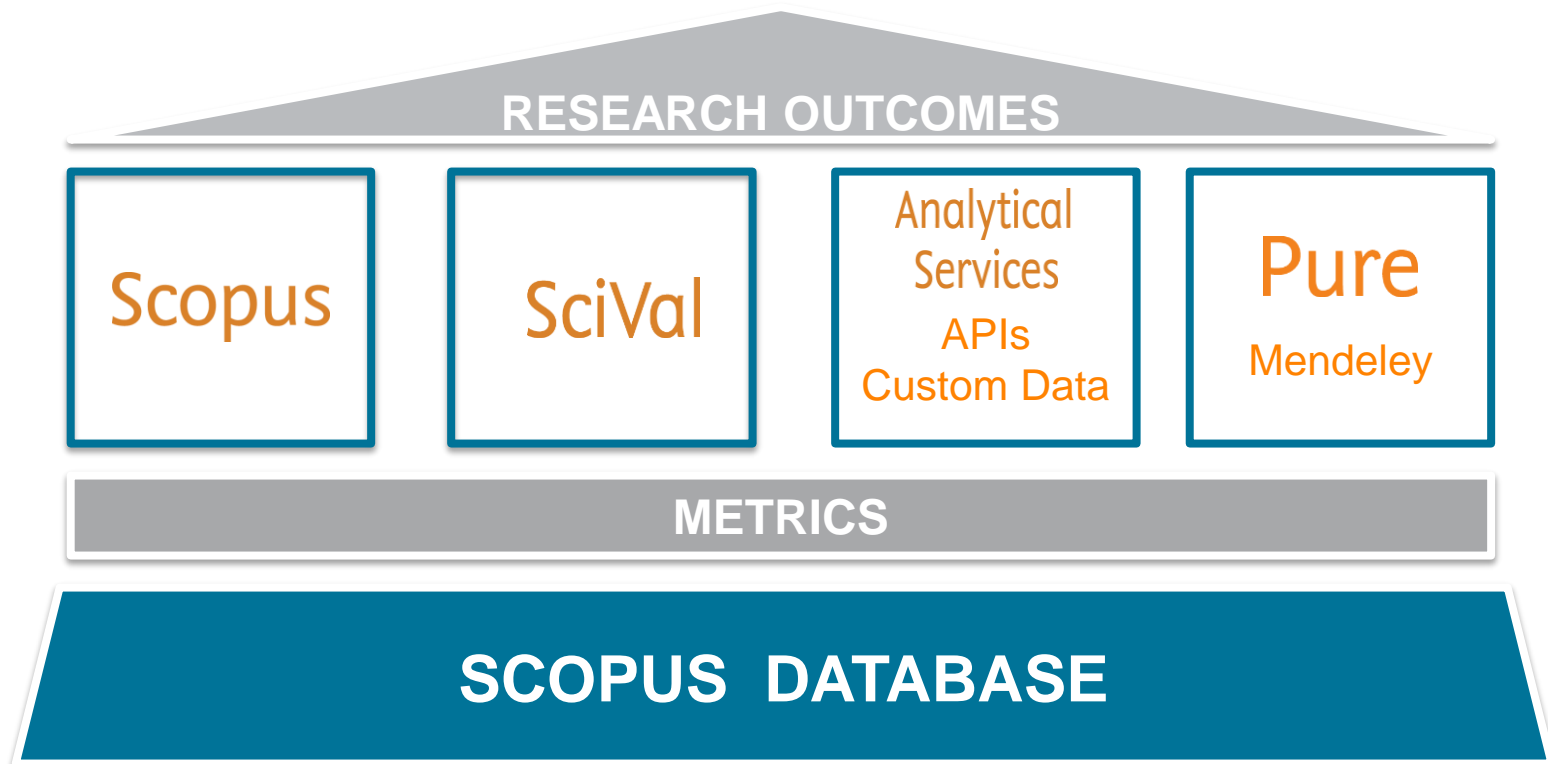 RESEARCH OUTCOMES
Scopus
SciVal
Analytical
Services
APIs
Custom Data
Pure
Mendeley
METRICS
SCOPUS DATABASE